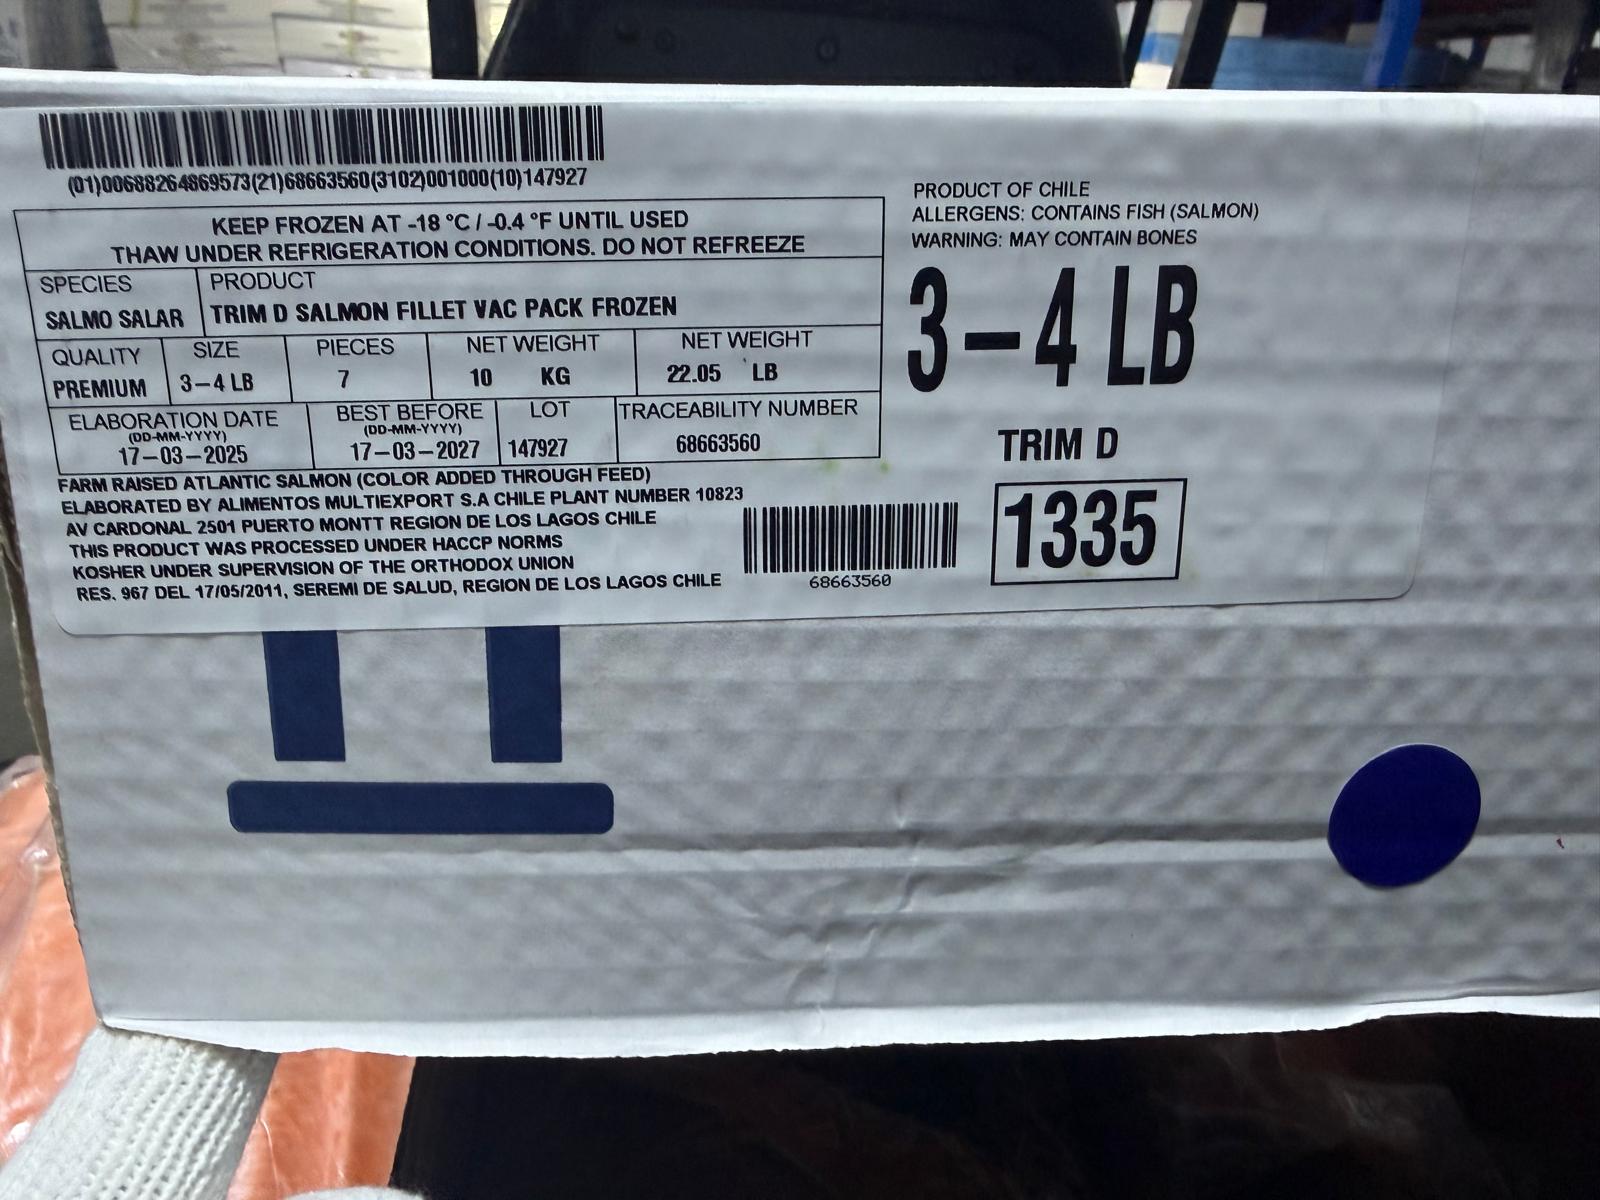 (01)00688264869573(21)68663560(3102)001000(10)147927
KEEP FROZEN AT -18 °C / -0.4 °F UNTIL USED
THAW UNDER REFRIGERATION CONDITIONS. DO NOT REFREEZE
SPECIES PRODUCT
SALMO SALAR TRIM D SALMON FILLET VAC PACK FROZEN
QUALITY SIZE PIECES NET WEIGHT NET WEIGHT
PREMIUM 3-4 LB 7 10 KG 22.05 LB
ELABORATION DATE BEST BEFORE LOT TRACEABILITY NUMBER
(DD-MM-YYYY) (DD-MM-YYYY)
17-03-2025 17-03-2027 147927 68663560
FARM RAISED ATLANTIC SALMON (COLOR ADDED THROUGH FEED)
ELABORATED BY ALIMENTOS MULTIEXPORT S.A CHILE PLANT NUMBER 10823
AV CARDONAL 2501 PUERTO MONTT REGION DE LOS LAGOS CHILE
THIS PRODUCT WAS PROCESSED UNDER HACCP NORMS
KOSHER UNDER SUPERVISION OF THE ORTHODOX UNION
RES. 967 DEL 17/05/2011, SEREMI DE SALUD, REGION DE LOS LAGOS CHILE
68663560
PRODUCT OF CHILE
ALLERGENS: CONTAINS FISH (SALMON)
WARNING: MAY CONTAIN BONES
3-4 LB
TRIM D
1335